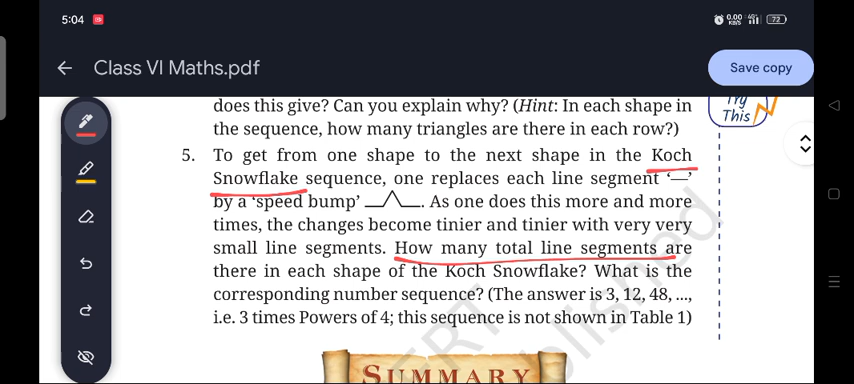 5:04
0.00
KB/S
72
Class VI Maths.pdf
Save copy
does this give? Can you explain why? (Hint: In each shape in
the sequence, how many triangles are there in each row?)
Try
This
5. To get from one shape to the next shape in the Koch
Snowflake sequence, one replaces each line segment ‘—’
by a ‘speed bump’ . As one does this more and more
times, the changes become tinier and tinier with very very
small line segments. How many total line segments are
there in each shape of the Koch Snowflake? What is the
corresponding number sequence? (The answer is 3, 12, 48, ...,
i.e. 3 times Powers of 4; this sequence is not shown in Table 1)
SUMMARY